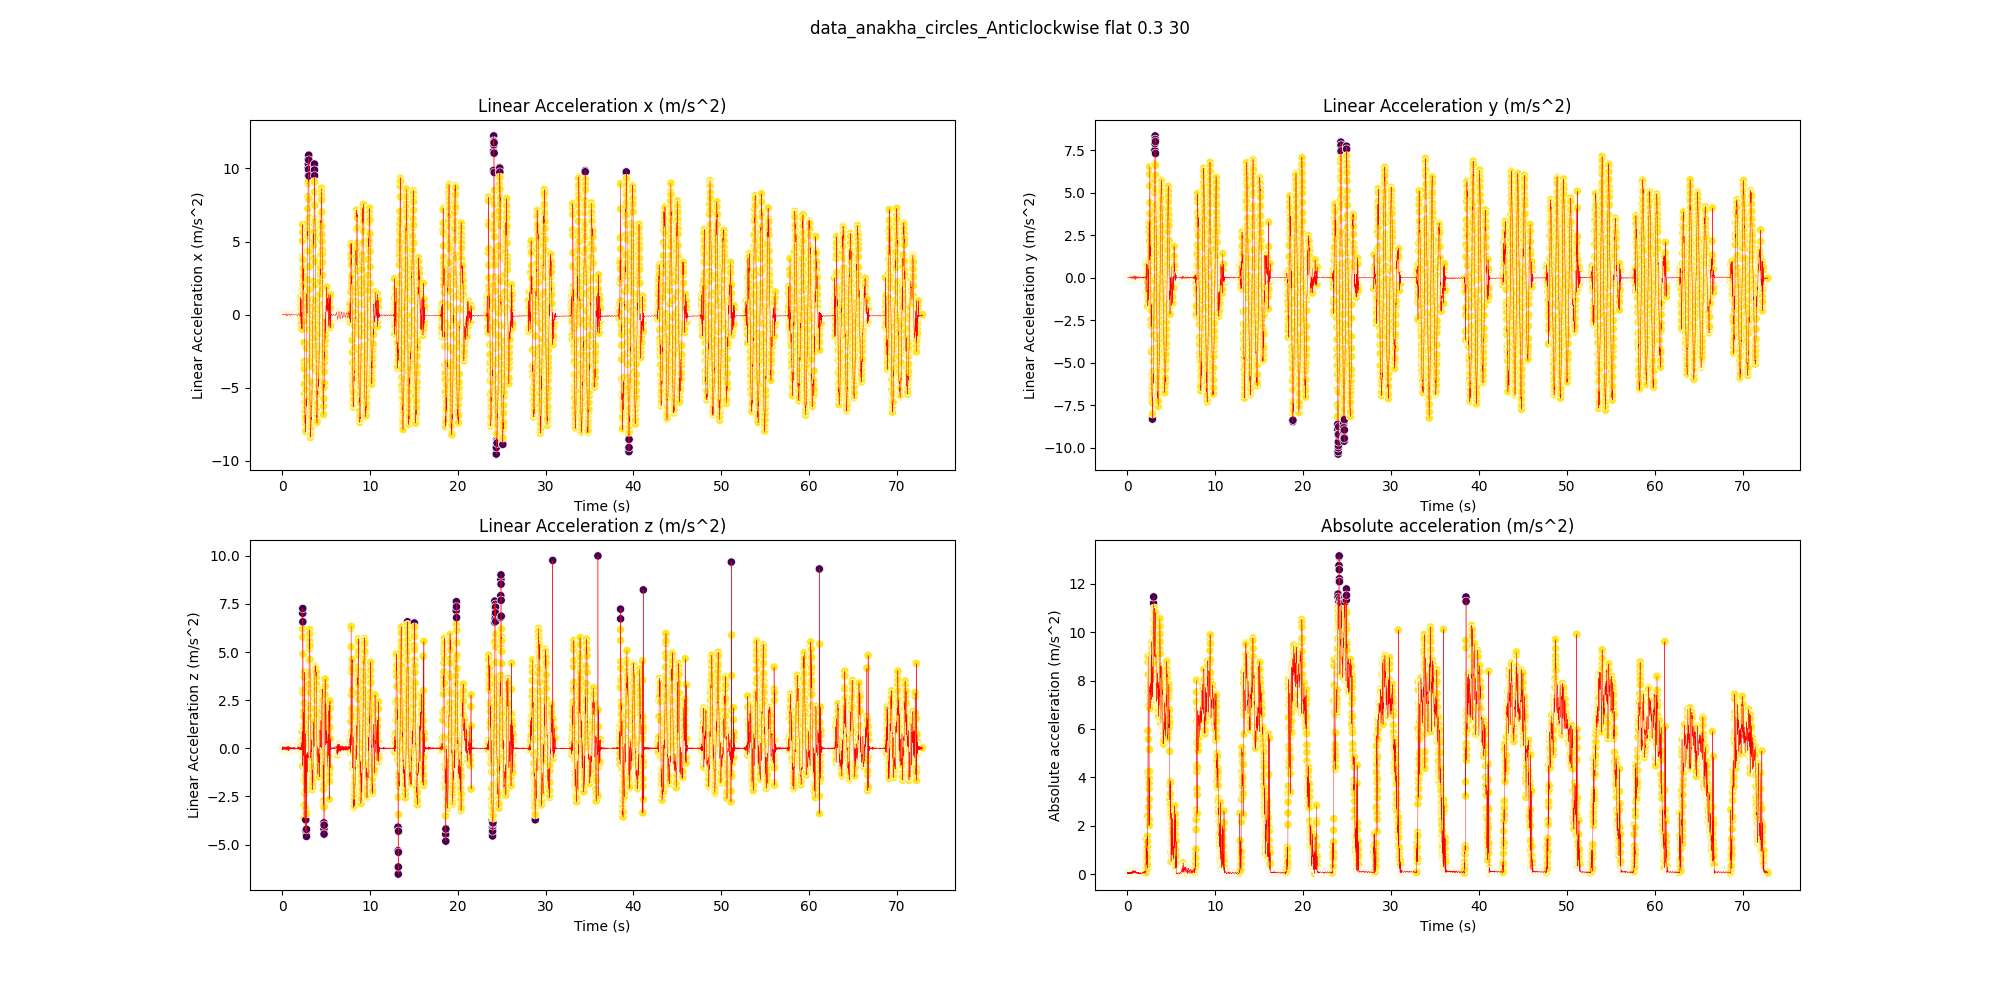 data_anakha_circles_Anticlockwise flat 0.3 30
Linear Acceleration x (m/s^2)
Linear Acceleration x (m/s^2)
10
5
0
−5
−10
0 10 20 30 40 50 60 70
Time (s)
Linear Acceleration y (m/s^2)
Linear Acceleration y (m/s^2)
7.5
5.0
2.5
0.0
−2.5
−5.0
−7.5
−10.0
0 10 20 30 40 50 60 70
Time (s)
Linear Acceleration z (m/s^2)
Linear Acceleration z (m/s^2)
10.0
7.5
5.0
2.5
0.0
−2.5
−5.0
0 10 20 30 40 50 60 70
Time (s)
Absolute acceleration (m/s^2)
Absolute acceleration (m/s^2)
12
10
8
6
4
2
0
0 10 20 30 40 50 60 70
Time (s)